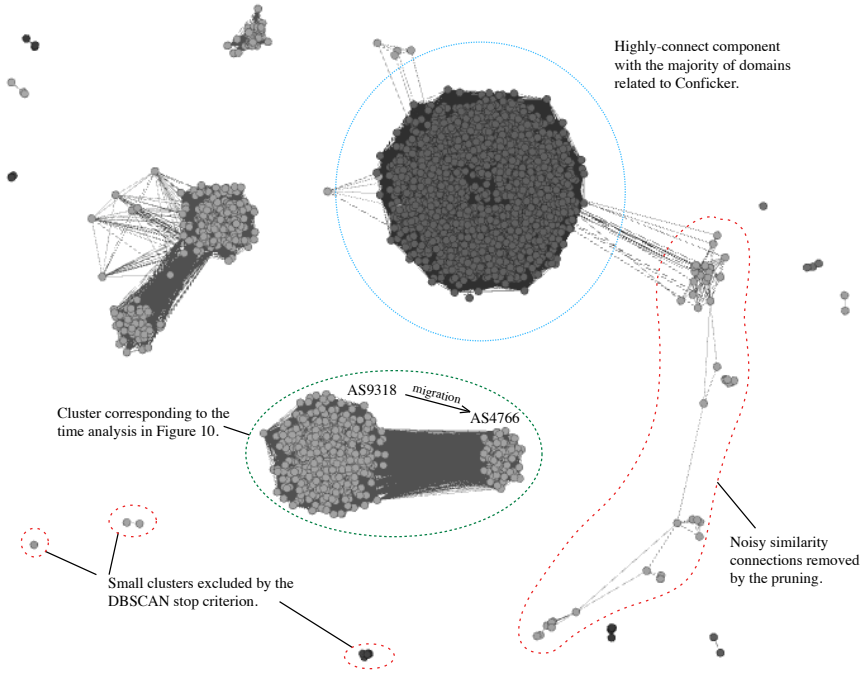 Highly-connect component
with the majority of domains
related to Conficker.
AS9318
migration
AS4766
Cluster corresponding to the
time analysis in Figure 10.
Noisy similarity
connections removed
by the pruning.
Small clusters excluded by the
DBSCAN stop criterion.